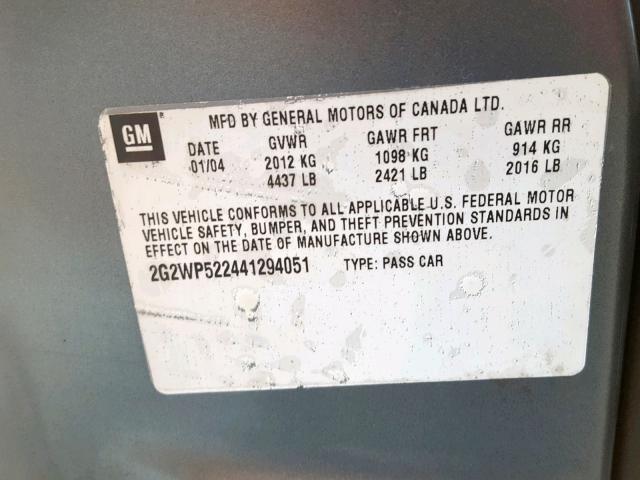 GM
MFD BY GENERAL MOTORS OF CANADA LTD.
DATE GVWR GAWR FRT GAWR RR
01/04 2012 KG 1098 KG 914 KG
4437 LB 2421 LB 2016 LB
THIS VEHICLE CONFORMS TO ALL APPLICABLE U.S. FEDERAL MOTOR
VEHICLE SAFETY, BUMPER, AND THEFT PREVENTION STANDARDS IN
EFFECT ON THE DATE OF MANUFACTURE SHOWN ABOVE.
2G2WP522441294051 TYPE: PASS CAR